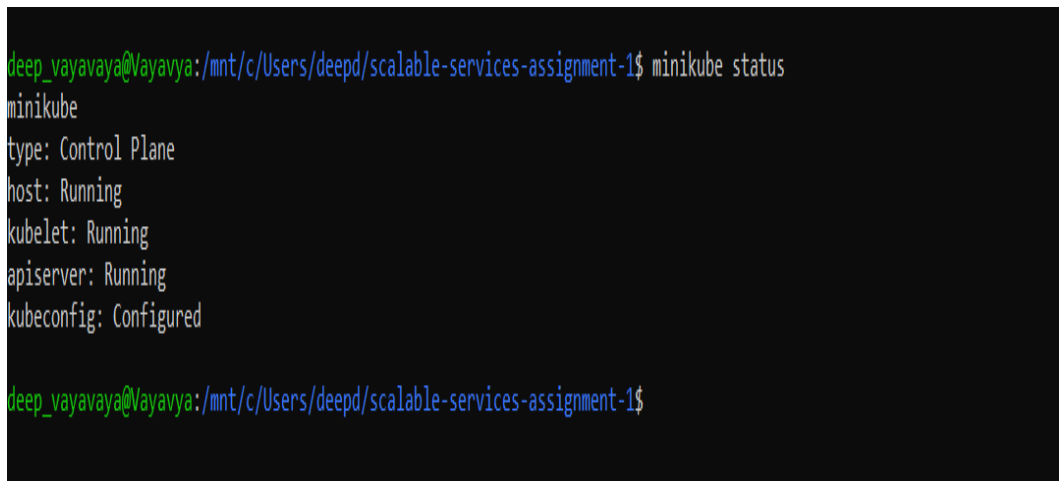 deep_vayavaya@Vayavya:/mnt/c/Users/deepd/scalable-services-assignment-1$ minikube status
minikube
type: Control Plane
host: Running
kubelet: Running
apiserver: Running
kubeconfig: Configured
deep_vayavaya@Vayavya:/mnt/c/Users/deepd/scalable-services-assignment-1$